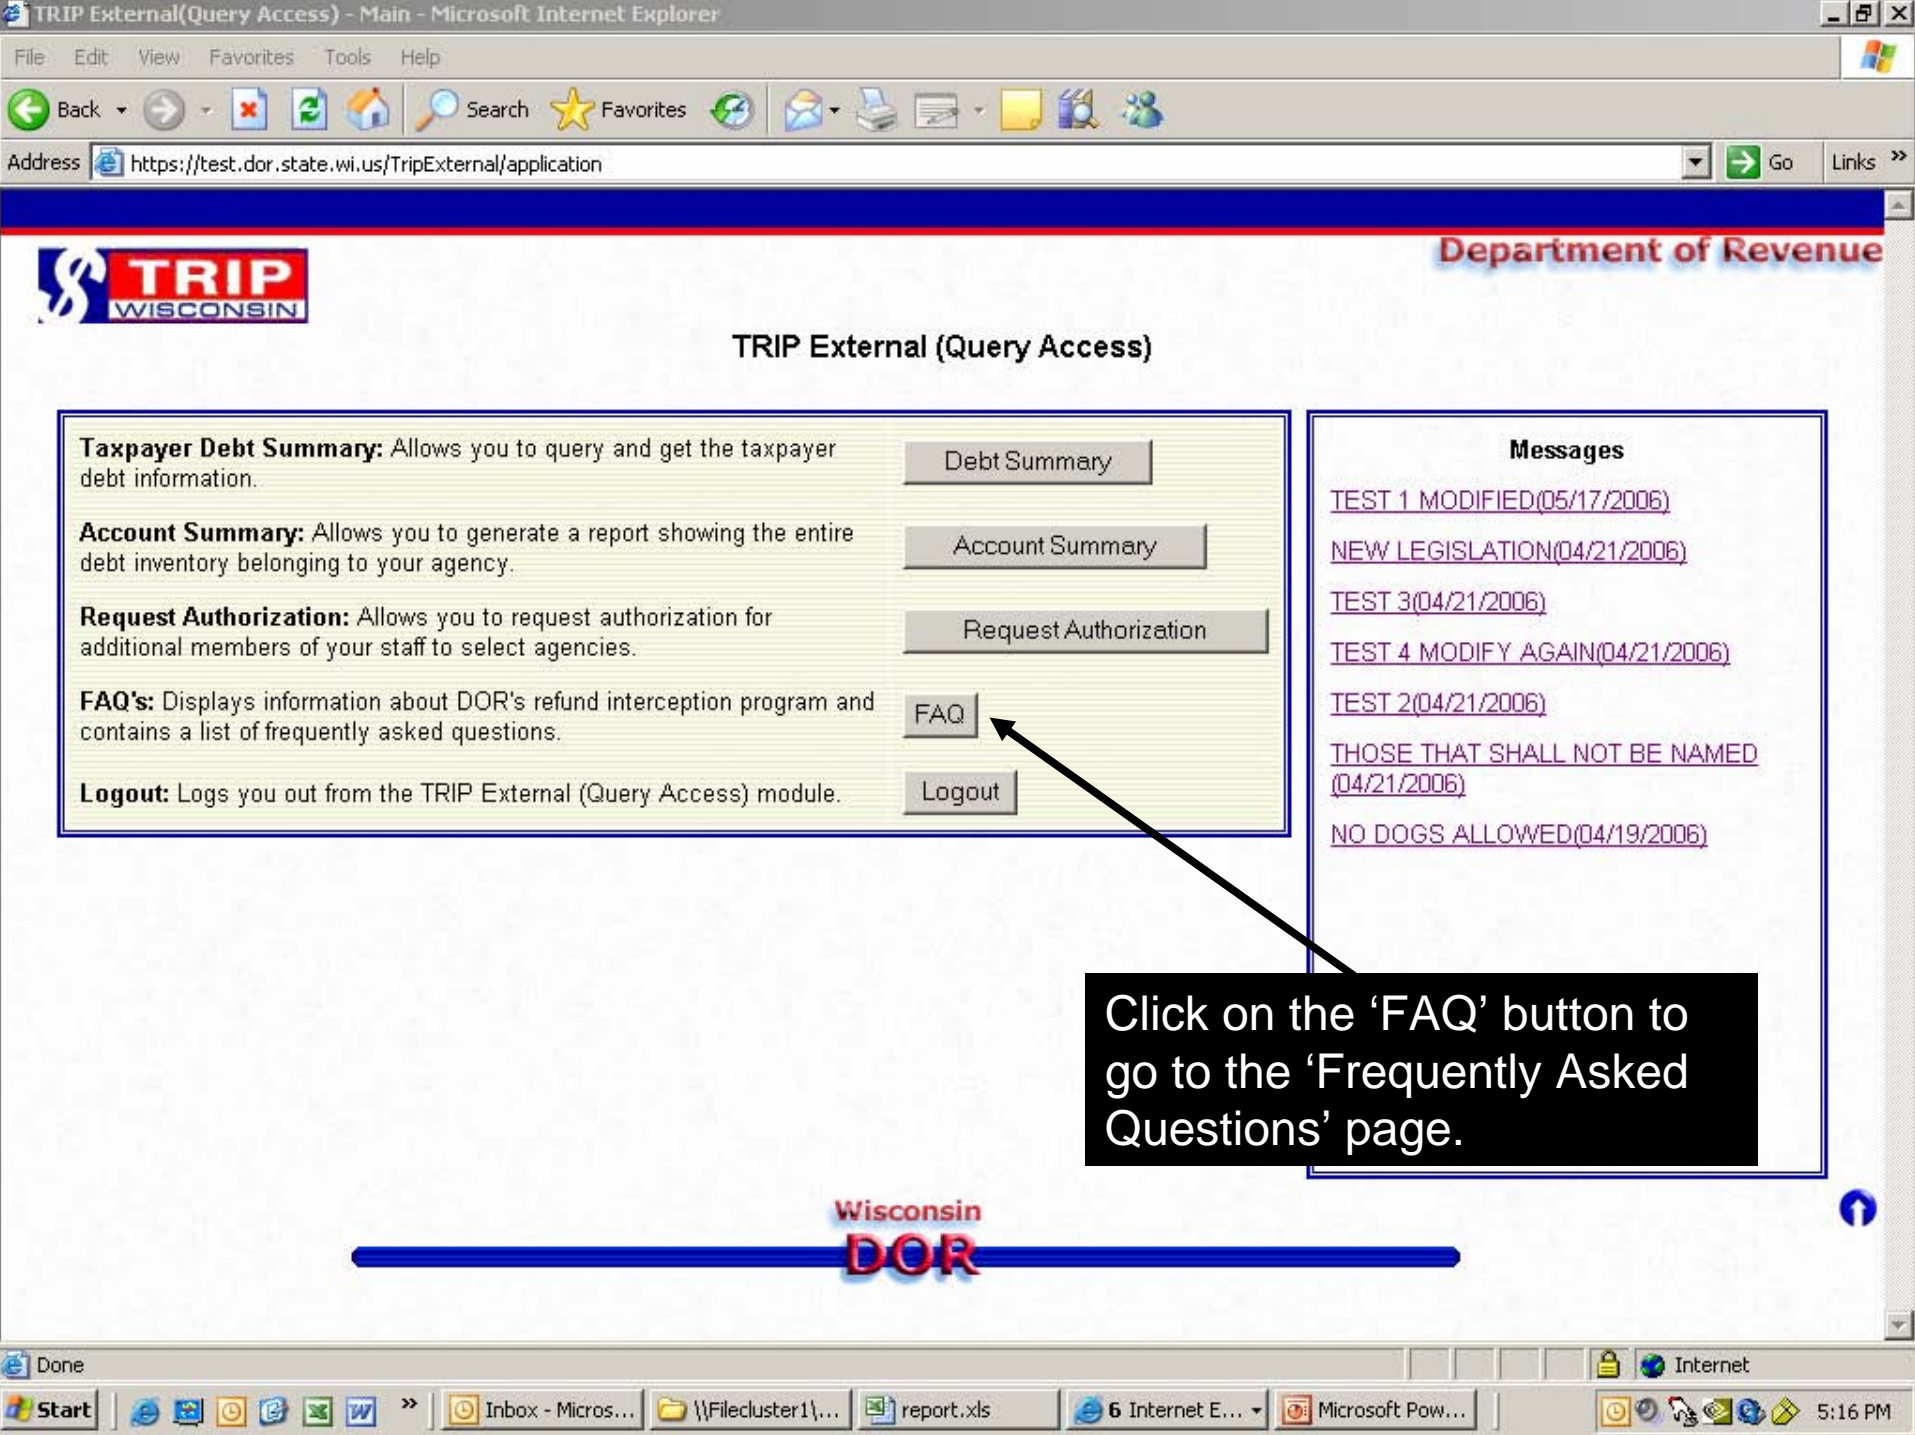 TRIP External(Query Access) - Main - Microsoft Internet Explorer
File Edit View Favorites Tools Help
Back Search Favorites
Address https://test.dor.state.wi.us/TripExternal/application Go Links »
TRIP
WISCONSIN
Department of Revenue
TRIP External (Query Access)
Taxpayer Debt Summary: Allows you to query and get the taxpayer
debt information.
Debt Summary
Account Summary: Allows you to generate a report showing the entire
debt inventory belonging to your agency.
Account Summary
Request Authorization: Allows you to request authorization for
additional members of your staff to select agencies.
Request Authorization
FAQ's: Displays information about DOR's refund interception program and
contains a list of frequently asked questions.
FAQ
Logout: Logs you out from the TRIP External (Query Access) module.
Logout
Messages
TEST 1 MODIFIED(05/17/2006)
NEW LEGISLATION(04/21/2006)
TEST 3(04/21/2006)
TEST 4 MODIFY AGAIN(04/21/2006)
TEST 2(04/21/2006)
THOSE THAT SHALL NOT BE NAMED
(04/21/2006)
NO DOGS ALLOWED(04/19/2006)
Click on the ‘FAQ’ button to
go to the ‘Frequently Asked
Questions’ page.
Wisconsin
DOR
Done Internet
Start » Inbox - Micros... \\Filecluster1\... report.xls 6 Internet E... Microsoft Pow... 5:16 PM